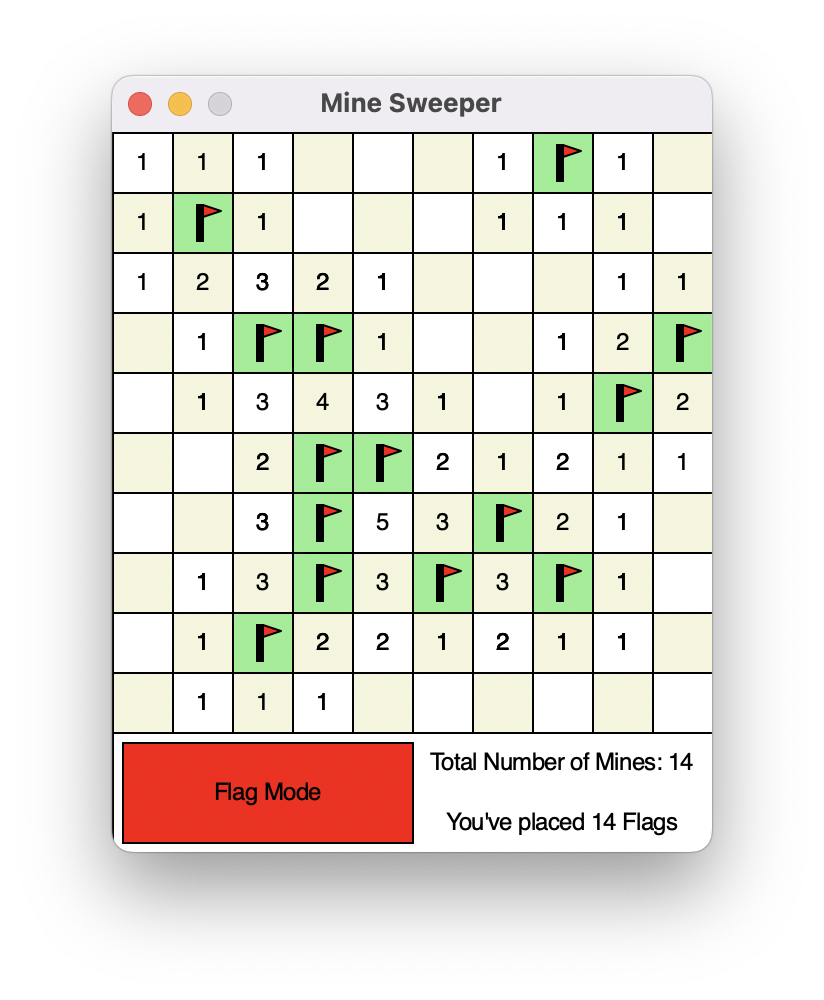 Mine Sweeper
1 1 1 1 1
1 1 1 1 1
1 2 3 2 1 1 1
1 1 1 2
1 3 4 3 1 1 2
2 2 1 2 1 1
3 5 3 2 1
1 3 3 3 1
1 2 2 1 2 1 1
1 1 1
Flag Mode
Total Number of Mines: 14
You've placed 14 Flags